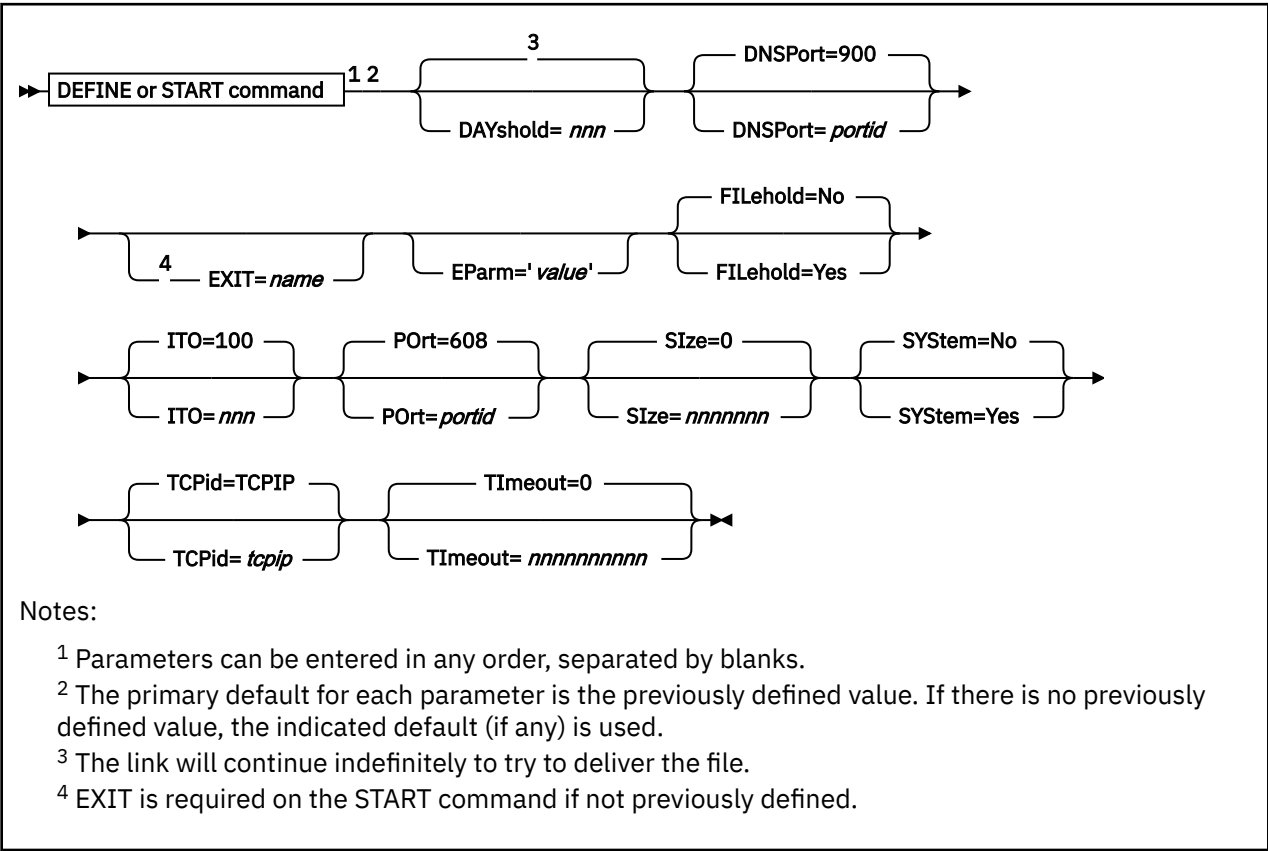 3
DNSPort=900
DEFINE or START command 1 2
DAYshold= nnn
DNSPort= portid
FILehold=No
4
EXIT= name
EParm=' value'
FILehold=Yes
ITO=100
POrt=608
SIze=0
SYStem=No
ITO= nnn
POrt= portid
SIze= nnnnnnn
SYStem=Yes
TCPid=TCPIP
TImeout=0
TCPid= tcpip
TImeout= nnnnnnnnnn
Notes:
1 Parameters can be entered in any order, separated by blanks.
2 The primary default for each parameter is the previously defined value. If there is no previously
defined value, the indicated default (if any) is used.
3 The link will continue indefinitely to try to deliver the file.
4 EXIT is required on the START command if not previously defined.